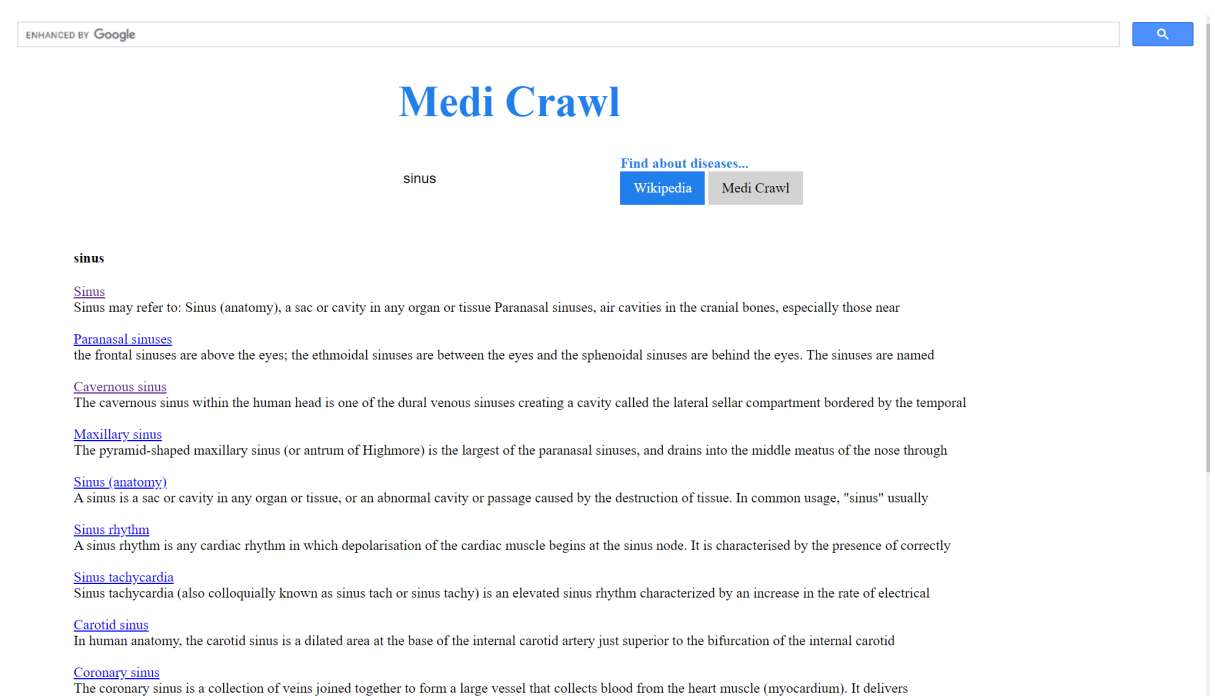 ENHANCED BY Google
Medi Crawl
Find about diseases...
sinus
Wikipedia Medi Crawl
sinus
Sinus
Sinus may refer to: Sinus (anatomy), a sac or cavity in any organ or tissue Paranasal sinuses, air cavities in the cranial bones, especially those near
Paranasal sinuses
the frontal sinuses are above the eyes; the ethmoidal sinuses are between the eyes and the sphenoidal sinuses are behind the eyes. The sinuses are named
Cavernous sinus
The cavernous sinus within the human head is one of the dural venous sinuses creating a cavity called the lateral sellar compartment bordered by the temporal
Maxillary sinus
The pyramid-shaped maxillary sinus (or antrum of Highmore) is the largest of the paranasal sinuses, and drains into the middle meatus of the nose through
Sinus (anatomy)
A sinus is a sac or cavity in any organ or tissue, or an abnormal cavity or passage caused by the destruction of tissue. In common usage, "sinus" usually
Sinus rhythm
A sinus rhythm is any cardiac rhythm in which depolarisation of the cardiac muscle begins at the sinus node. It is characterised by the presence of correctly
Sinus tachycardia
Sinus tachycardia (also colloquially known as sinus tach or sinus tachy) is an elevated sinus rhythm characterized by an increase in the rate of electrical
Carotid sinus
In human anatomy, the carotid sinus is a dilated area at the base of the internal carotid artery just superior to the bifurcation of the internal carotid
Coronary sinus
The coronary sinus is a collection of veins joined together to form a large vessel that collects blood from the heart muscle (myocardium). It delivers